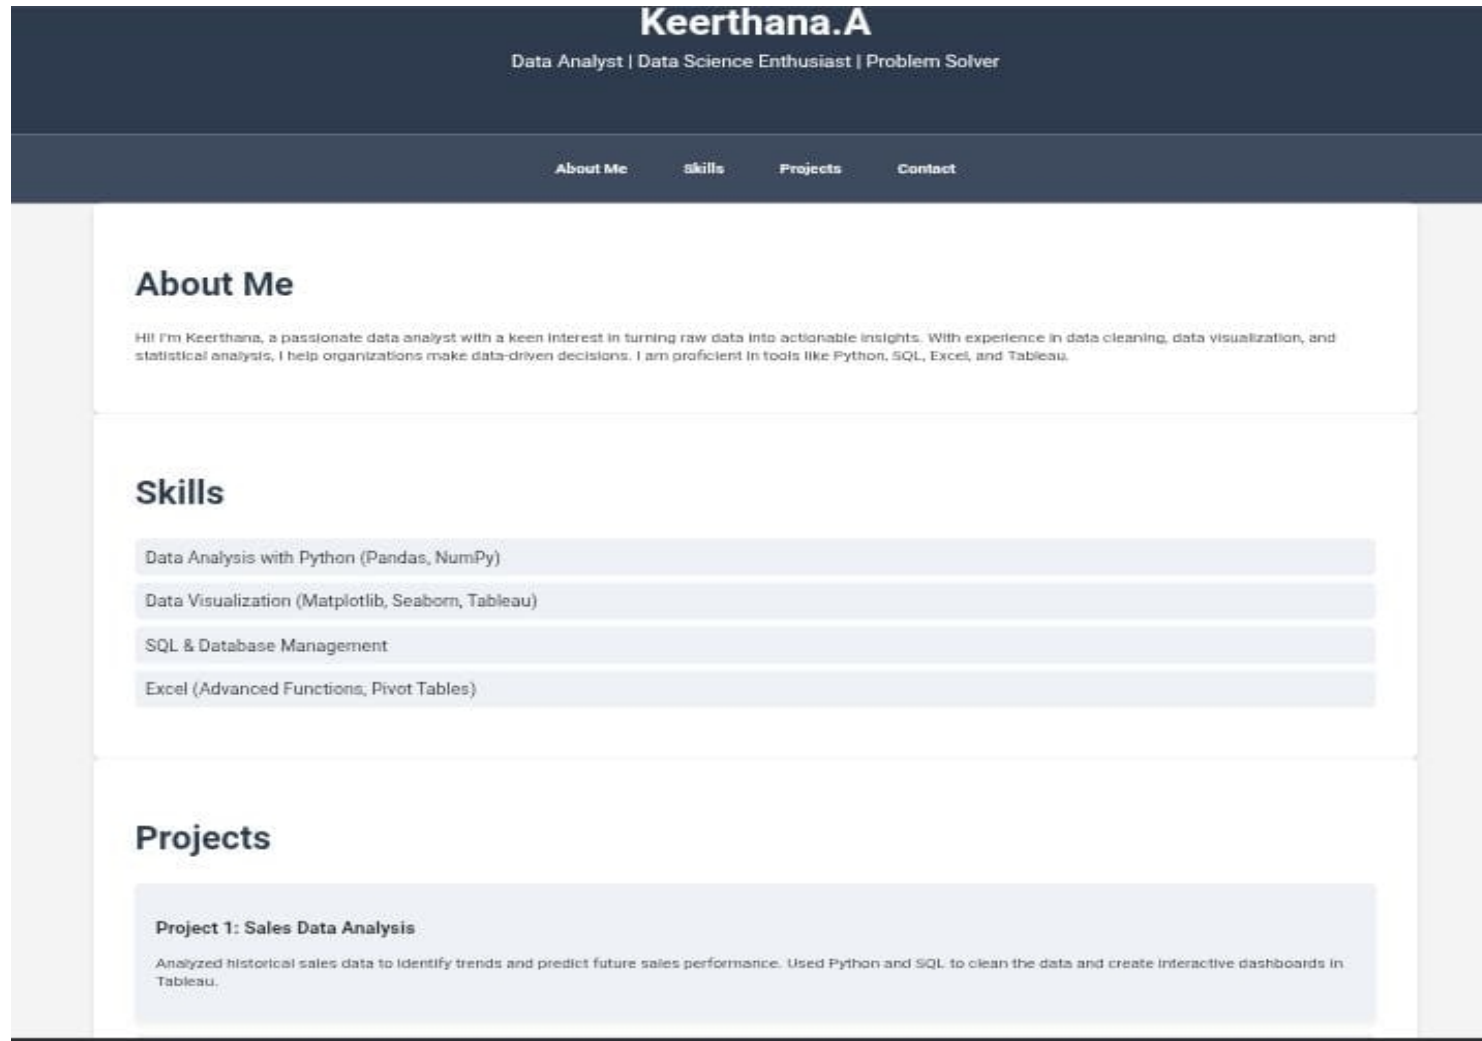 Keerthana.A
Data Analyst | Data Science Enthusiast | Problem Solver
About Me
Skills
Projects
Contact
About Me
Hi! I'm Keerthana, a passionate data analyst with a keen interest in turning raw data into actionable insights. With experience in data cleaning, data visualization, and
statistical analysis, I help organizations make data-driven decisions. I am proficient in tools like Python, SQL, Excel, and Tableau.
Skills
Data Analysis with Python (Pandas, NumPy)
Data Visualization (Matplotlib, Seaborn, Tableau)
SQL & Database Management
Excel (Advanced Functions, Pivot Tables)
Projects
Project 1: Sales Data Analysis
Analyzed historical sales data to identify trends and predict future sales performance. Used Python and SQL to clean the data and create interactive dashboards in
Tableau.